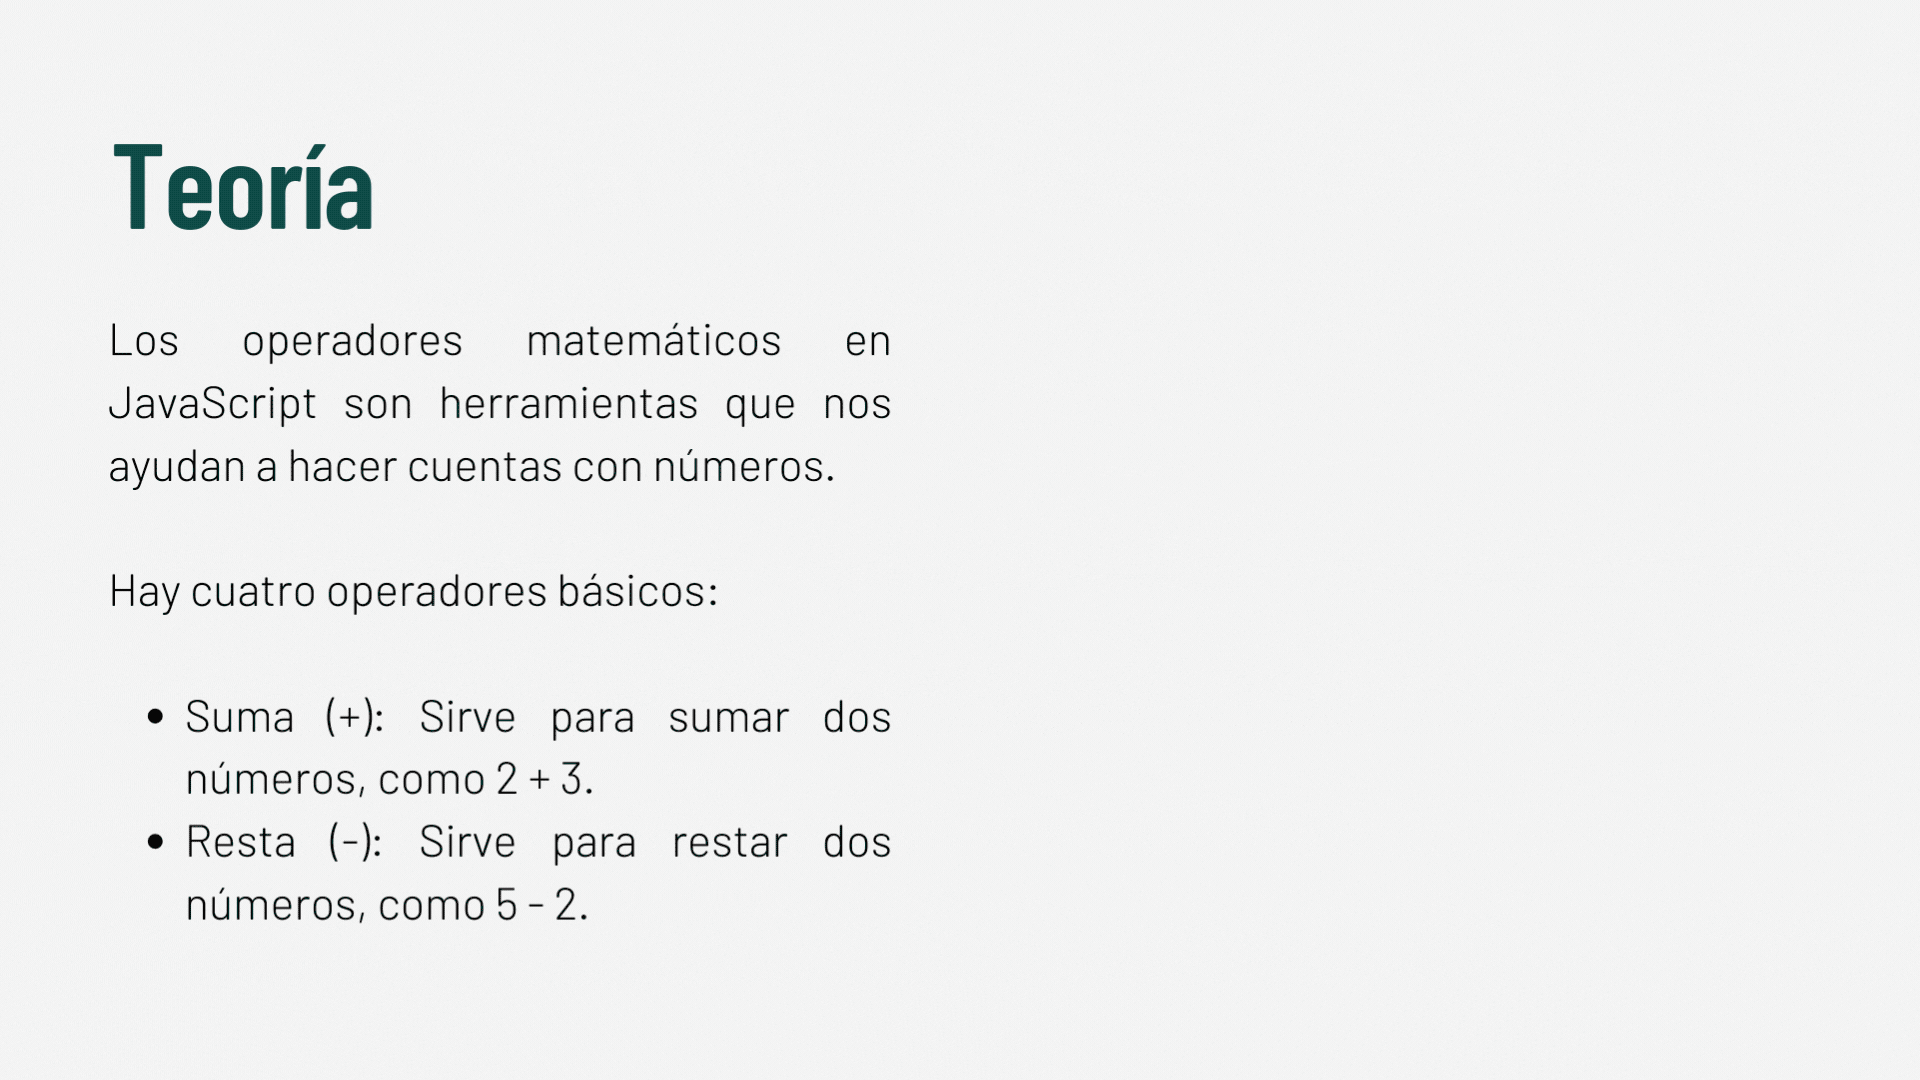 Teoría
Los operadores matemáticos en
JavaScript son herramientas que nos
ayudan a hacer cuentas con números.
Hay cuatro operadores básicos:
• Suma (+): Sirve para sumar dos
números, como 2 + 3.
• Resta (-): Sirve para restar dos
números, como 5 - 2.